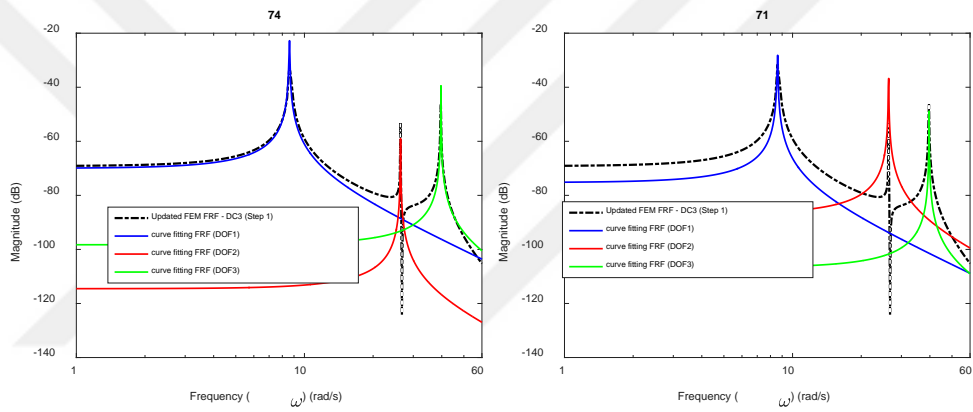 74
-20
-40
-60
-80
-100
-120
-140
Magnitude (dB)
Updated FEM FRF - DC3 (Step 1)
curve fitting FRF (DOF1)
curve fitting FRF (DOF2)
curve fitting FRF (DOF3)
1 10 60
Frequency ( ω) (rad/s)
71
-20
-40
-60
-80
-100
-120
-140
Magnitude (dB)
Updated FEM FRF - DC3 (Step 1)
curve fitting FRF (DOF1)
curve fitting FRF (DOF2)
curve fitting FRF (DOF3)
1 10 60
Frequency ( ω) (rad/s)